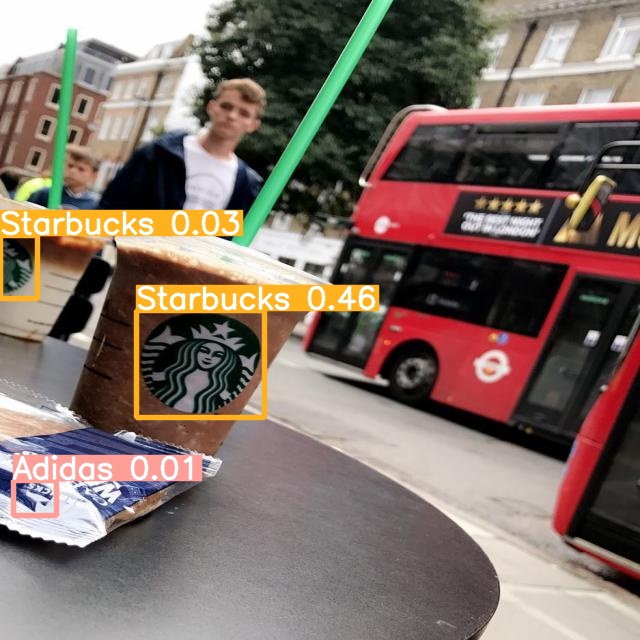 Starbucks 0.03
Starbucks 0.46
★★★★★
"THE BEST NIGHT
OUT IN LONDON"
M
Adidas 0.01